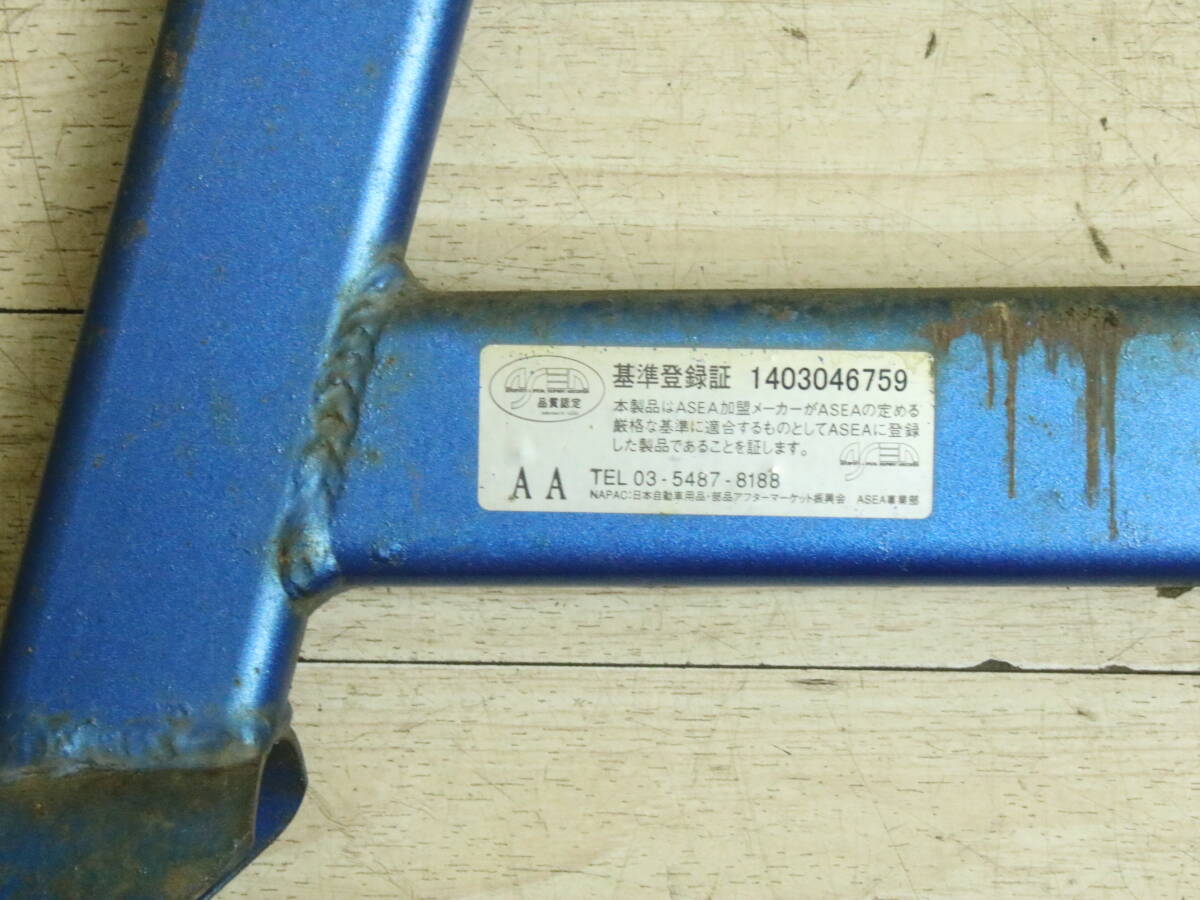 ASEA
品質認定
基準登録証 1403046759
本製品はASEA加盟メーカーがASEAの定める
厳格な基準に適合するものとしてASEAに登録
した製品であることを証します。
ASEA
A A
TEL 03-5487-8188
NAPAC:日本自動車用品・部品アフターマーケット振興会 ASEA事業部